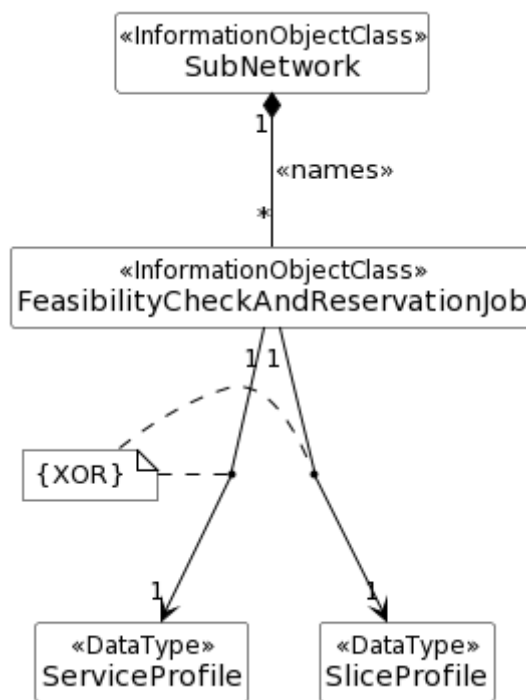 «InformationObjectClass»
SubNetwork
1
«names»
*
«InformationObjectClass»
FeasibilityCheckAndReservationJob
1 1
{XOR}
1 1
«DataType»
ServiceProfile
«DataType»
SliceProfile